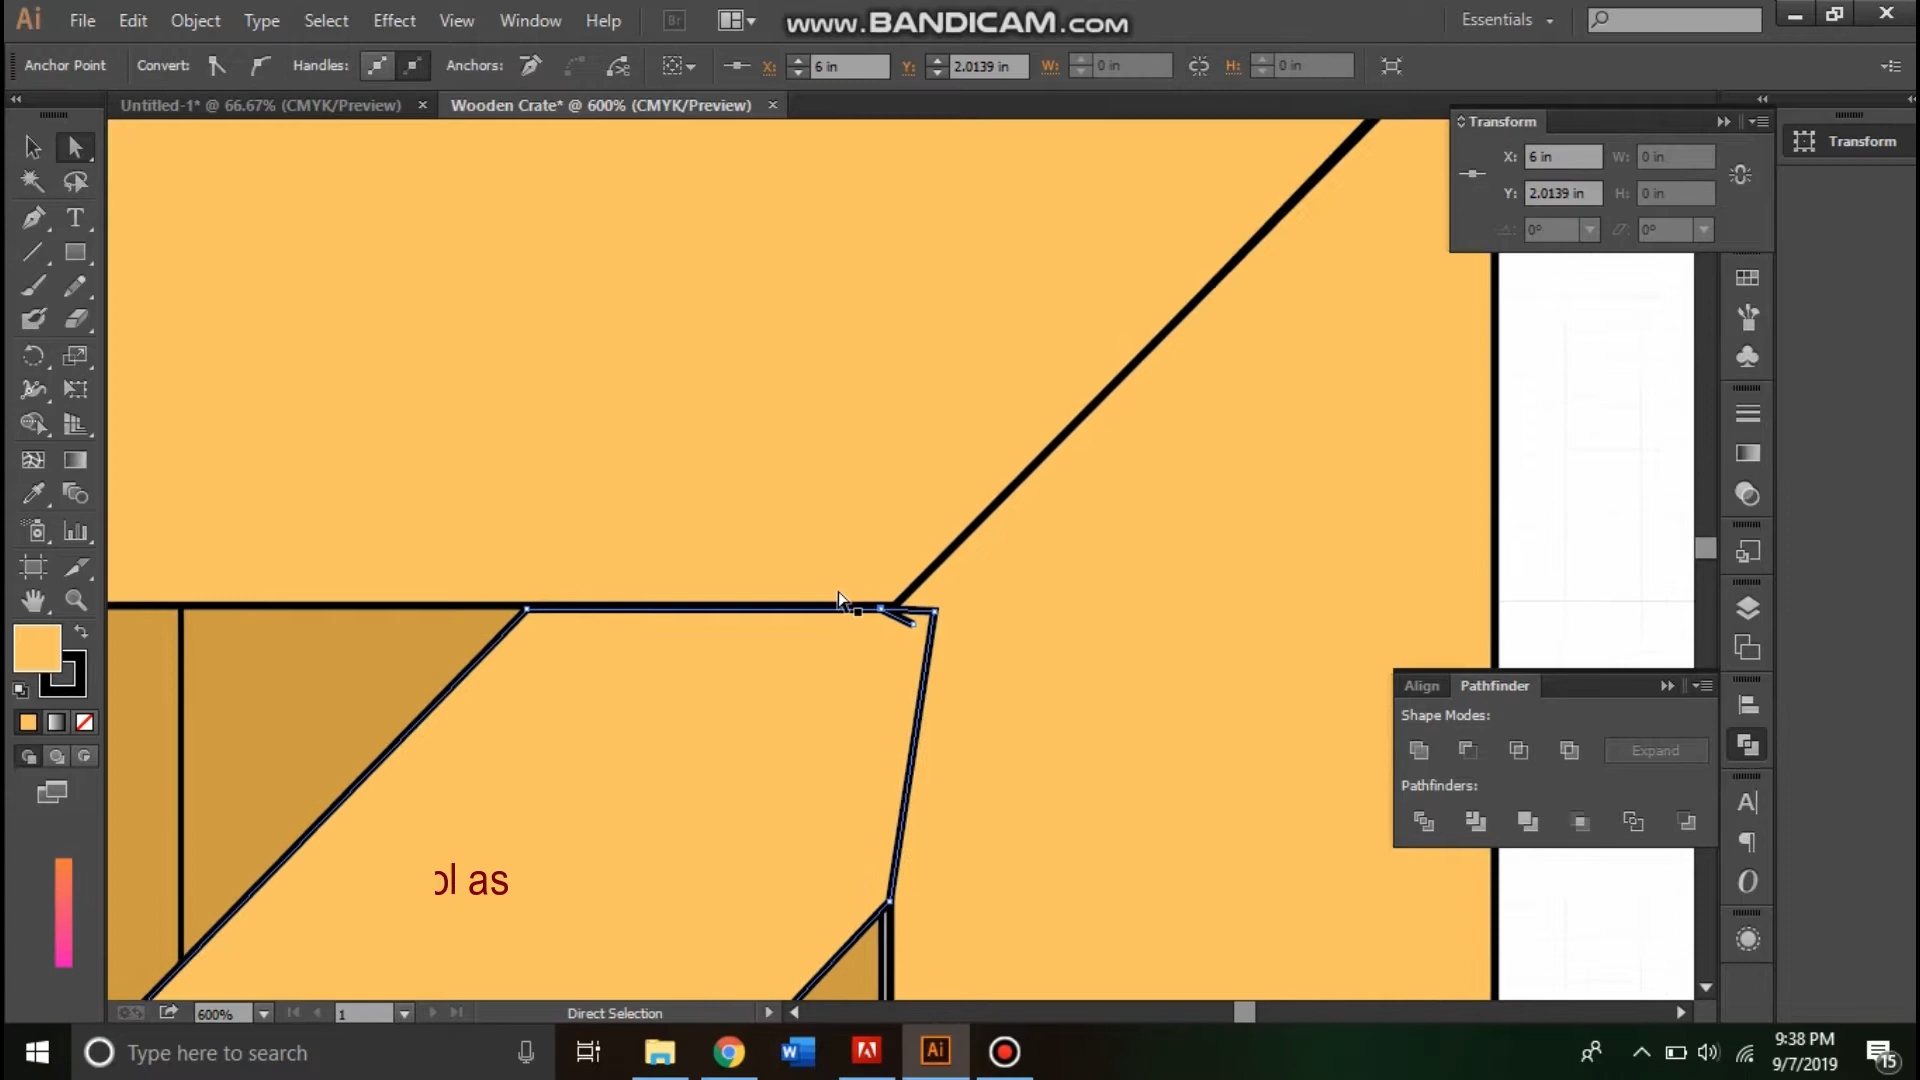 Ai File Edit Object Type Select Effect View Window Help Br www.BANDICAM.com Essentials
Anchor Point Convert: Handles: Anchors: X: 6 in Y: 2.0139 in W: 0 in H: 0 in
Untitled-1* @ 66.67% (CMYK/Preview) × Wooden Crate* @ 600% (CMYK/Preview) ×
Transform
X: 6 in W: 0 in
Y: 2.0139 in H: 0 in
0° 0°
Transform
Align Pathfinder
Shape Modes:
Expand
Pathfinders:
ol as
600% 1 Direct Selection
Type here to search
9:38 PM
9/7/2019
15